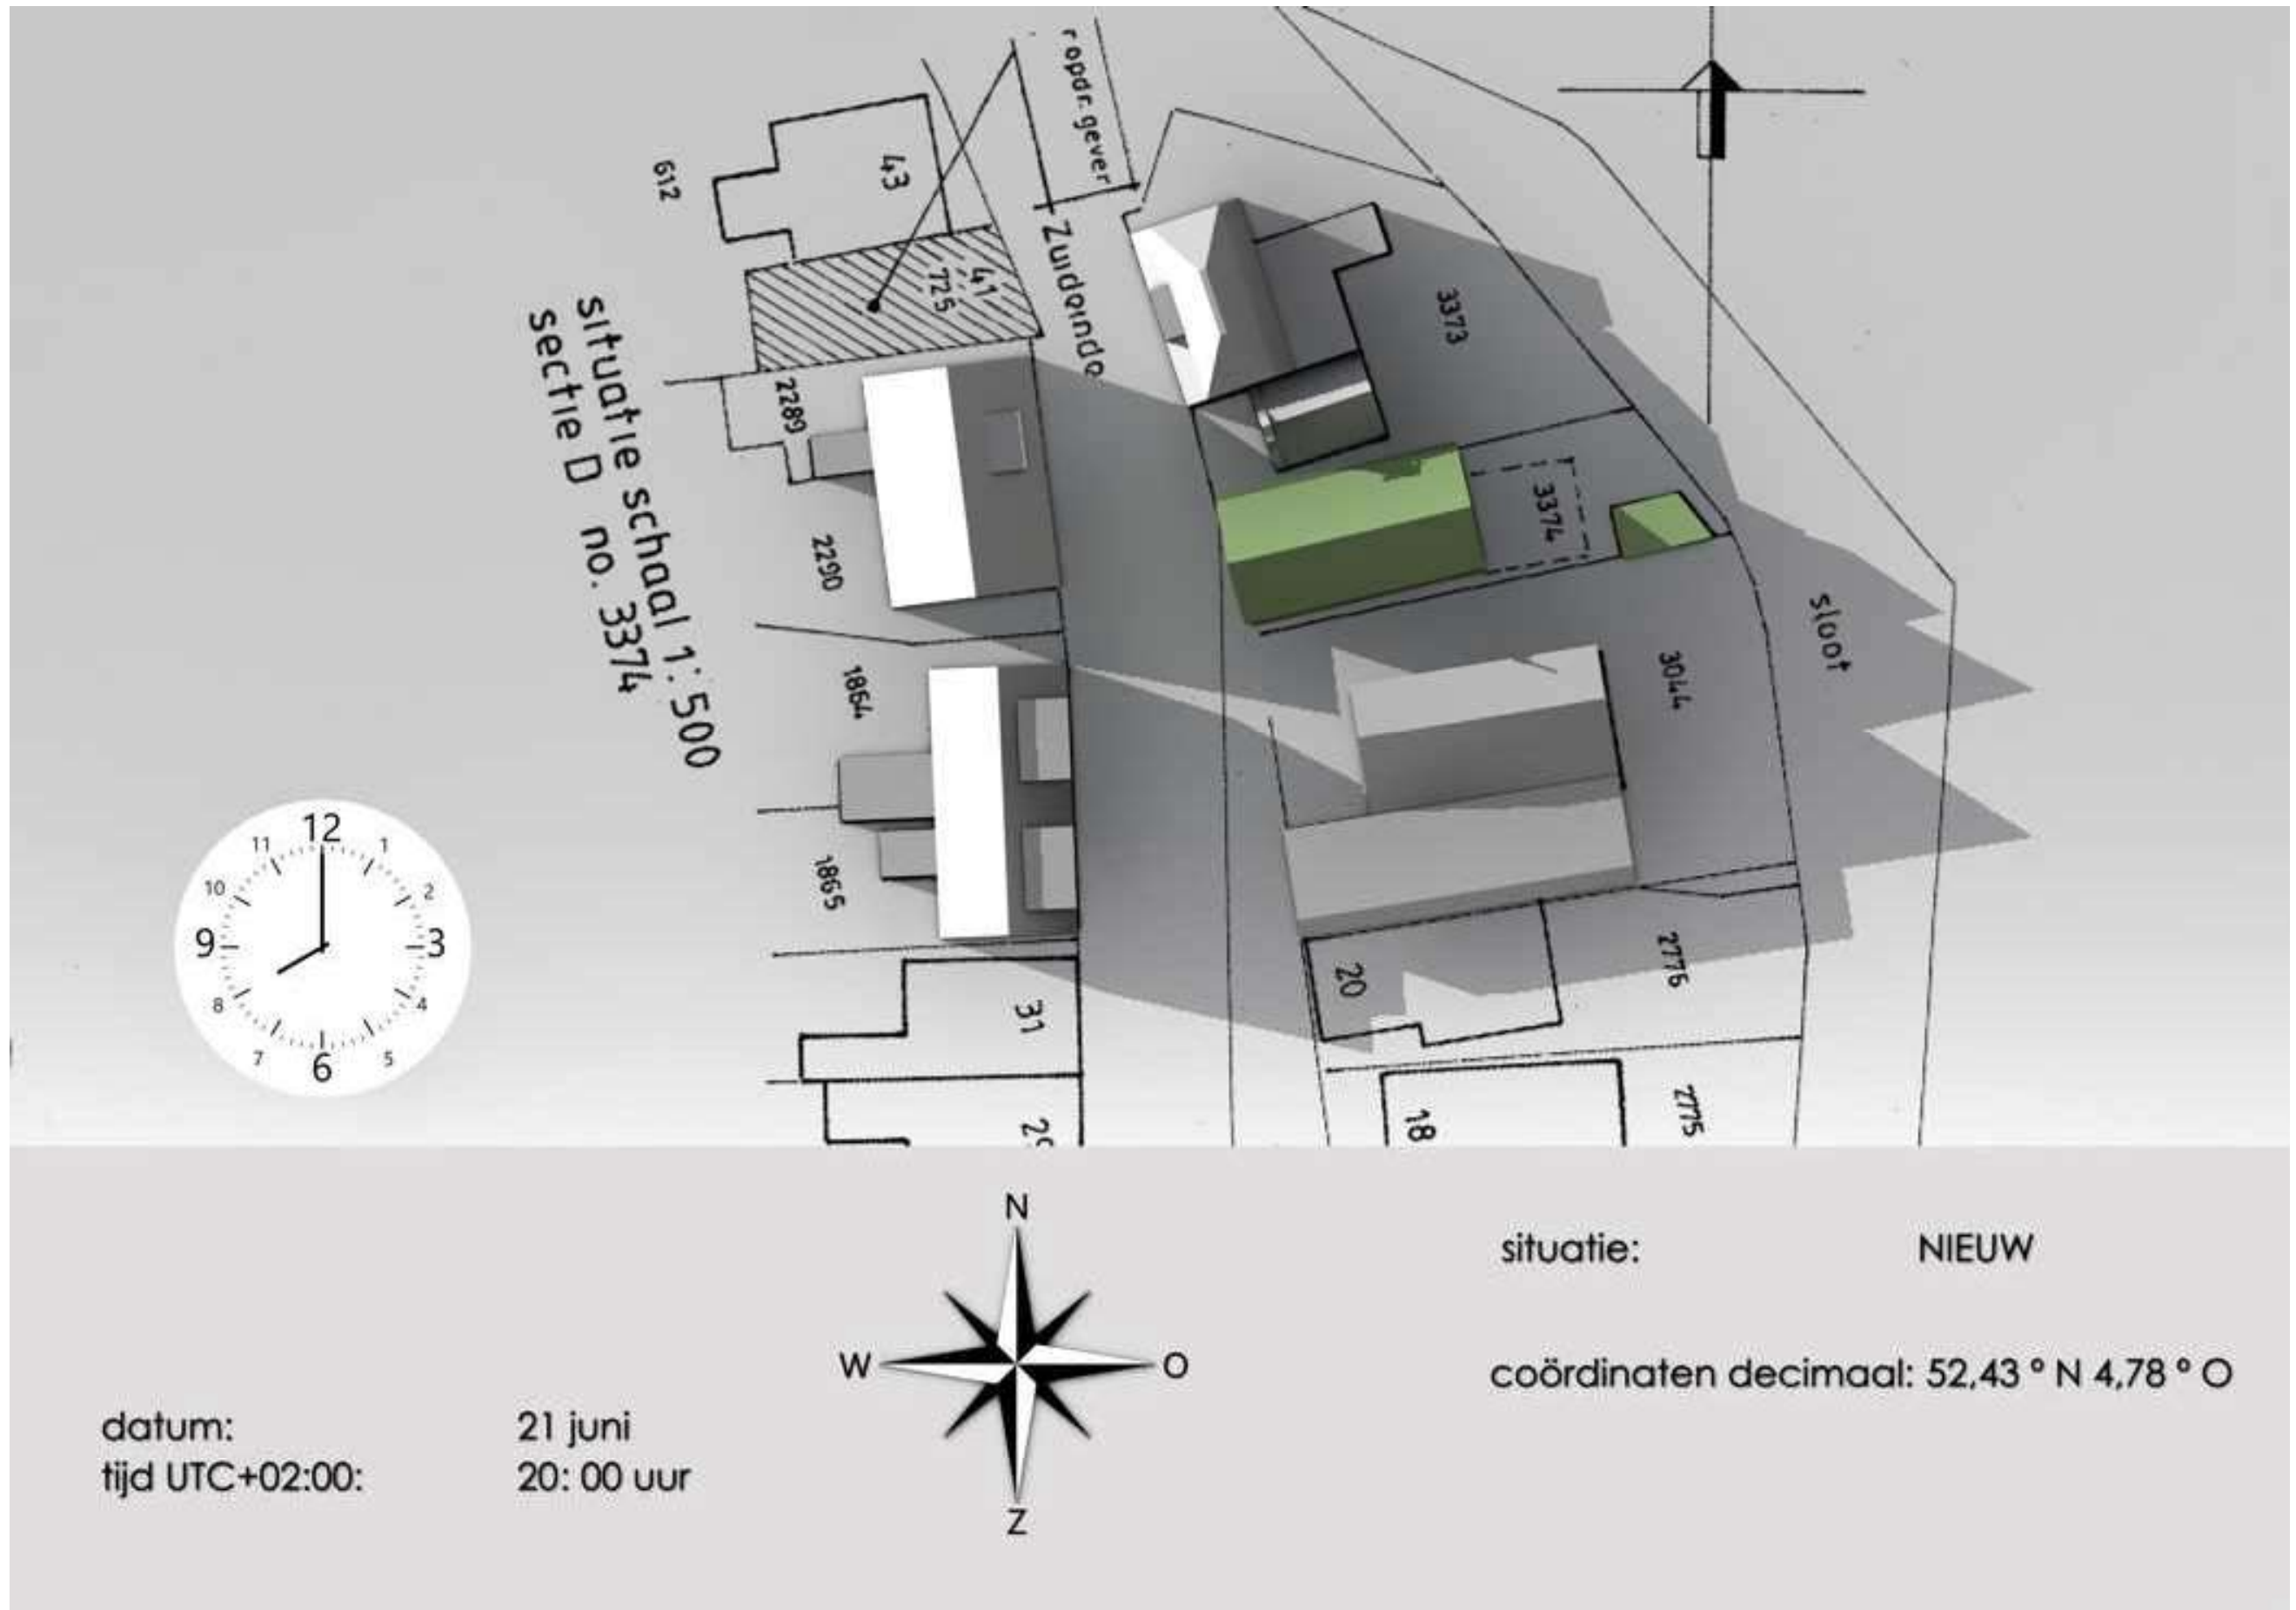 ropdr. gever
43
612
Zuideinde
41
725
situatie schaal 1:500
sectie D no. 3374
3373
2289
3374
2290
sloot
1864
3044
12
11
1
10
2
9
3
8
4
7
5
6
1865
20
2776
31
18
2775
N
W
O
Z
situatie: NIEUW
coördinaten decimaal: 52,43 º N 4,78 º O
datum: 21 juni
tijd UTC+02:00: 20: 00 uur